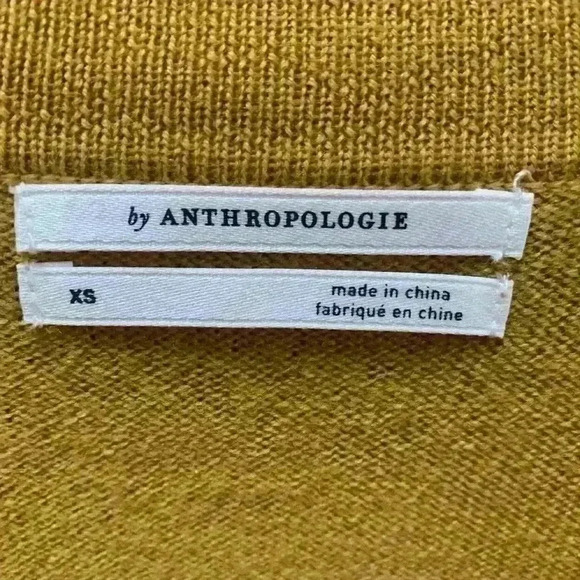 by ANTHROPOLOGIE
XS
made in china
fabriqué en chine